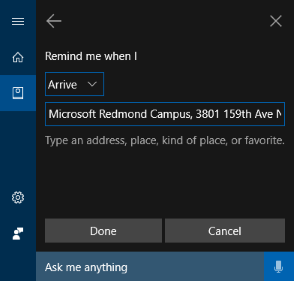 Remind me when I
Arrive
Microsoft Redmond Campus, 3801 159th Ave N
Type an address, place, kind of place, or favorite.
Done Cancel
Ask me anything